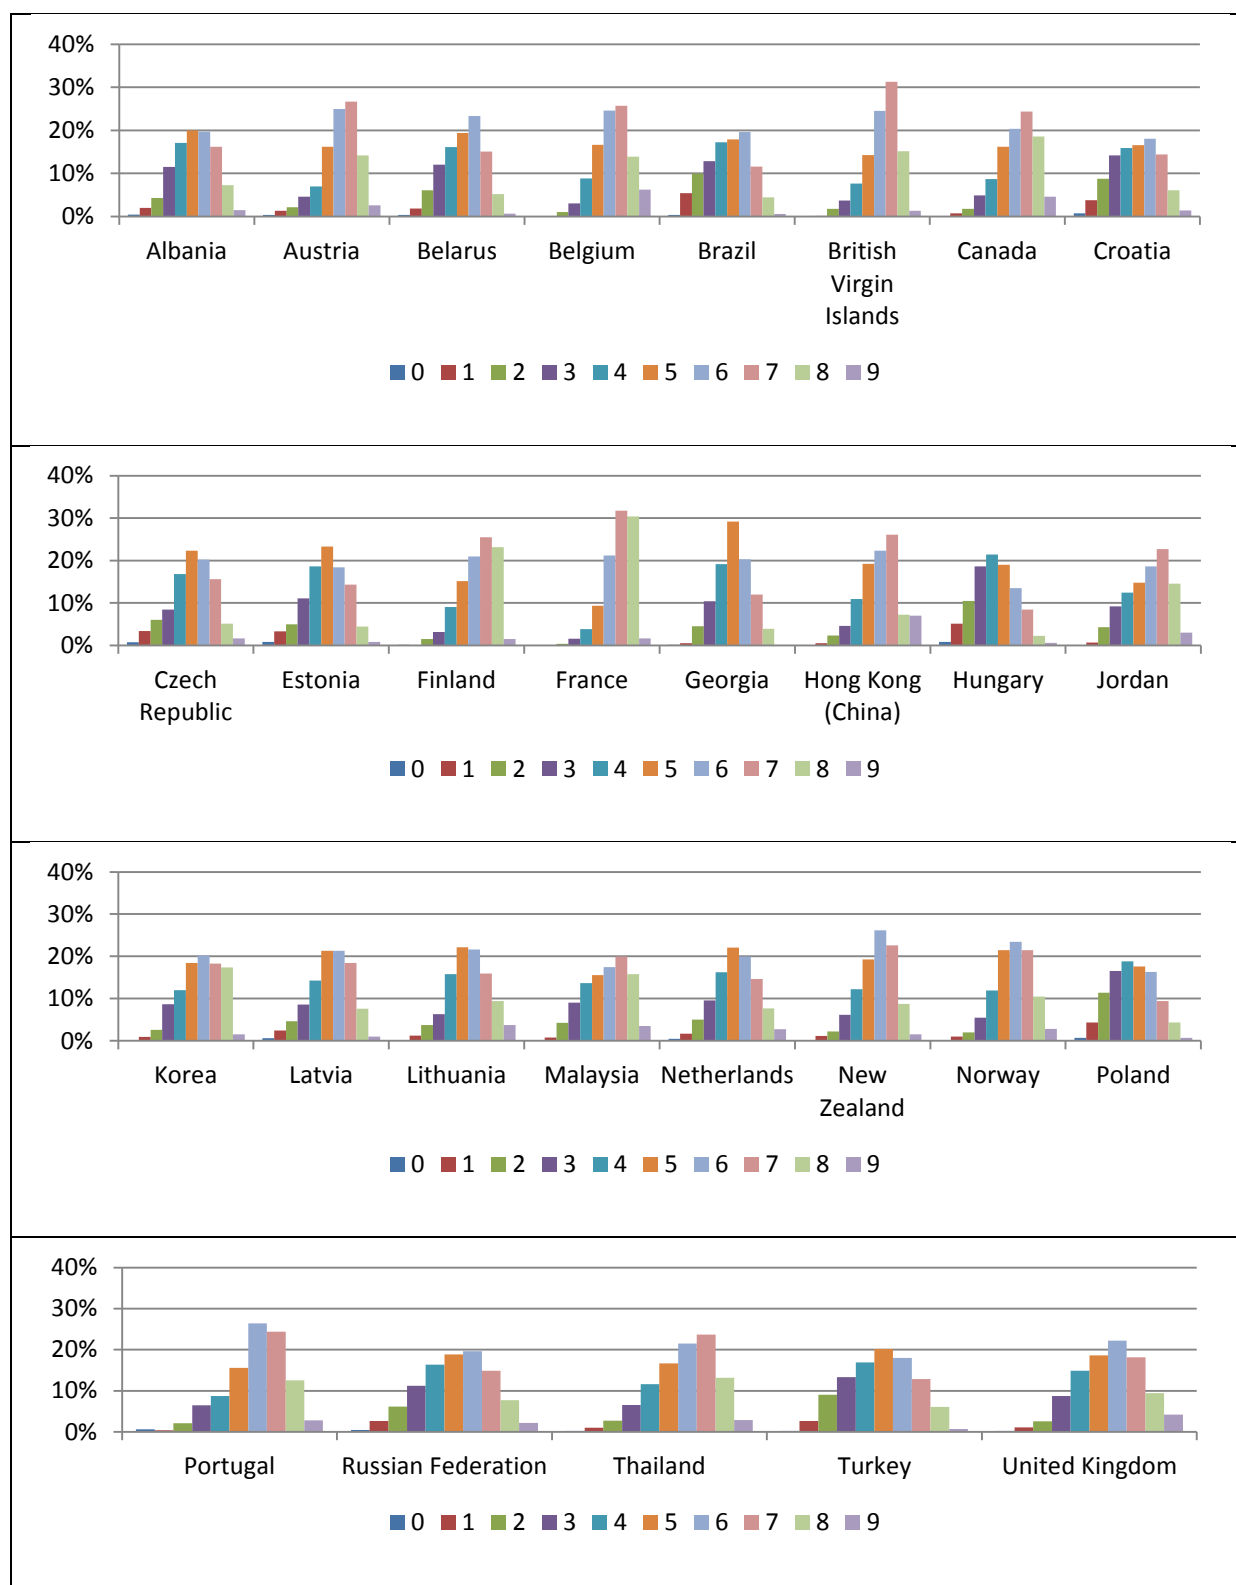 40%
30%
20%
10%
0%
Albania Austria Belarus Belgium Brazil British Canada Croatia
Virgin
Islands
0 1 2 3 4 5 6 7 8 9
40%
30%
20%
10%
0%
Czech Estonia Finland France Georgia Hong Kong Hungary Jordan
Republic (China)
0 1 2 3 4 5 6 7 8 9
40%
30%
20%
10%
0%
Korea Latvia Lithuania Malaysia Netherlands New Norway Poland
Zealand
0 1 2 3 4 5 6 7 8 9
40%
30%
20%
10%
0%
Portugal Russian Federation Thailand Turkey United Kingdom
0 1 2 3 4 5 6 7 8 9